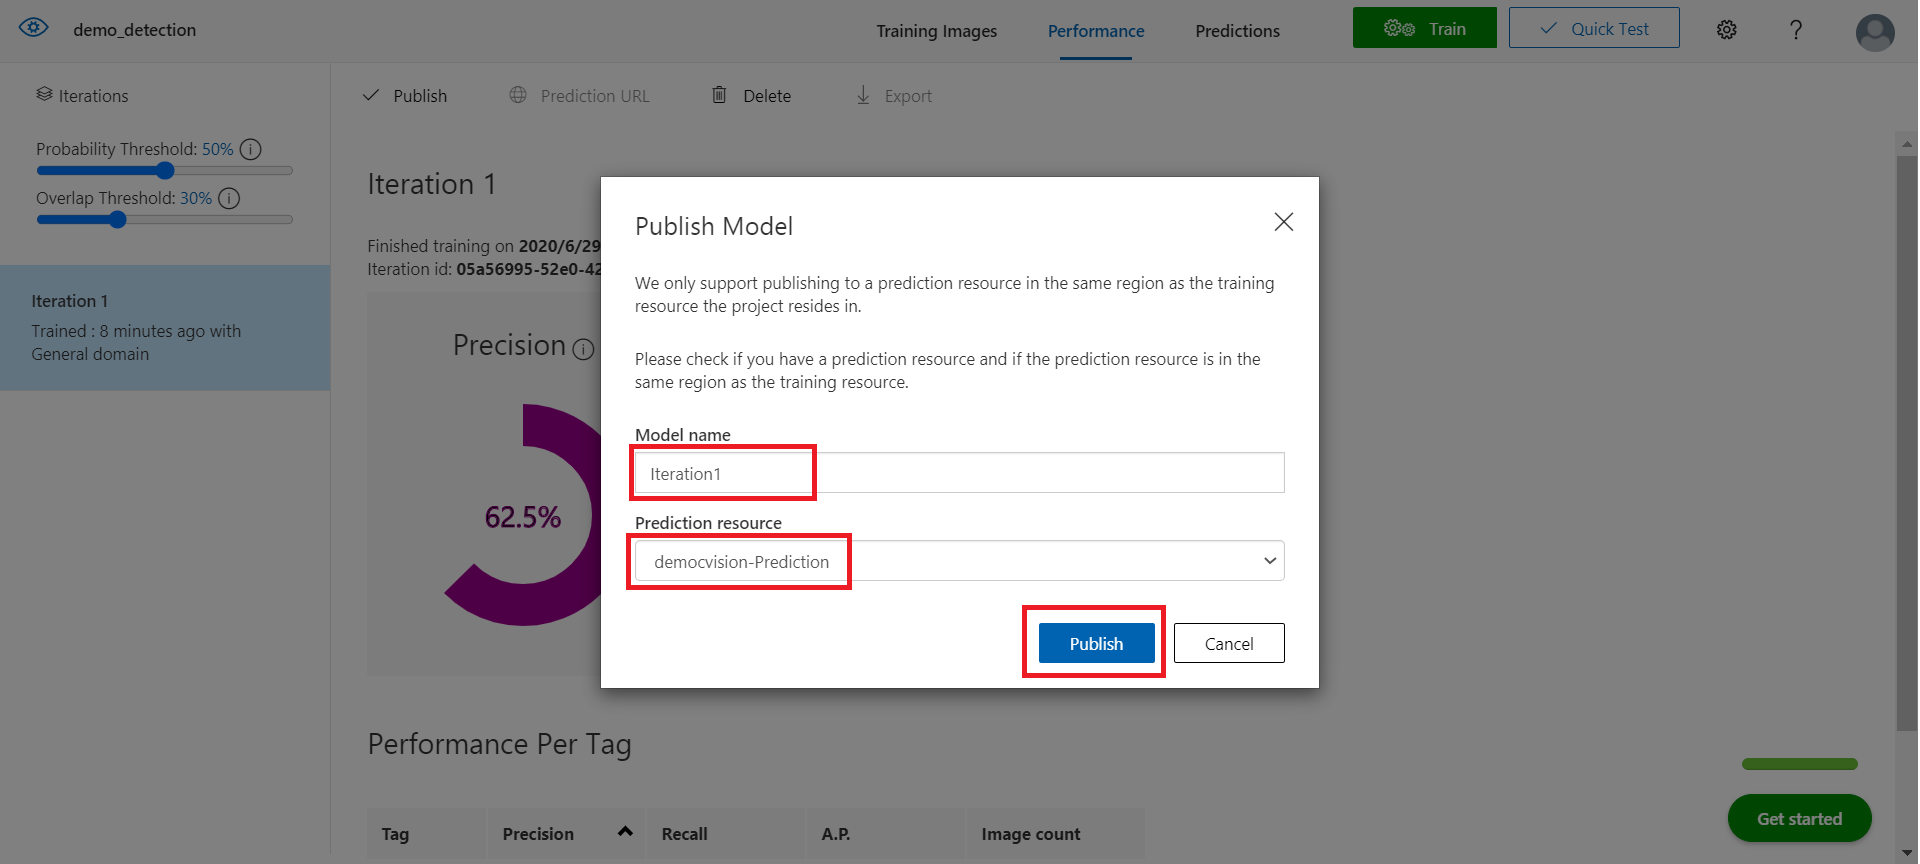 demo_detection
Training Images
Performance
Predictions
Train
Quick Test
?
Iterations
Publish
Prediction URL
Delete
Export
Probability Threshold: 50% i
Overlap Threshold: 30% i
Iteration 1
Trained : 8 minutes ago with
General domain
Iteration 1
Finished training on 2020/6/29
Iteration id: 05a56995-52e0-42
Precision i
62.5%
Publish Model
We only support publishing to a prediction resource in the same region as the training
resource the project resides in.
Please check if you have a prediction resource and if the prediction resource is in the
same region as the training resource.
Model name
Iteration1
Prediction resource
democvision-Prediction
Publish
Cancel
Performance Per Tag
Tag
Precision
Recall
A.P.
Image count
Get started